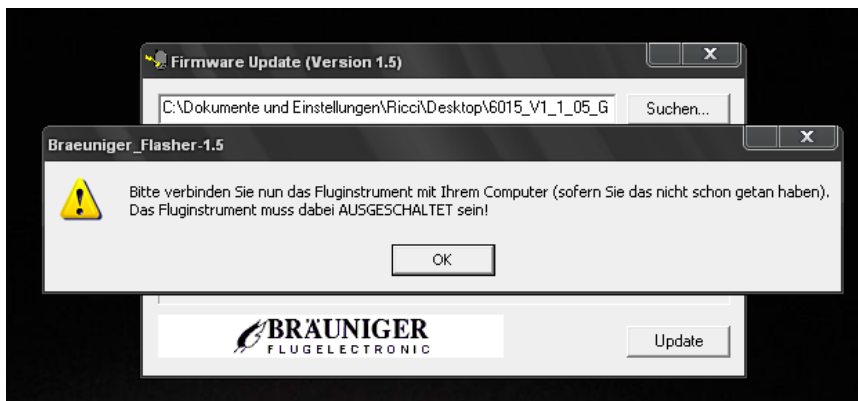 Firmware Update (Version 1.5)
C:\Dokumente und Einstellungen\Ricci\Desktop\6015_V1_1_05_G
Suchen...
Braeuniger_Flasher-1.5
Bitte verbinden Sie nun das Fluginstrument mit Ihrem Computer (sofern Sie das nicht schon getan haben).
Das Fluginstrument muss dabei AUSGESCHALTET sein!
OK
BRÄUNIGER
FLUGELECTRONIC
Update